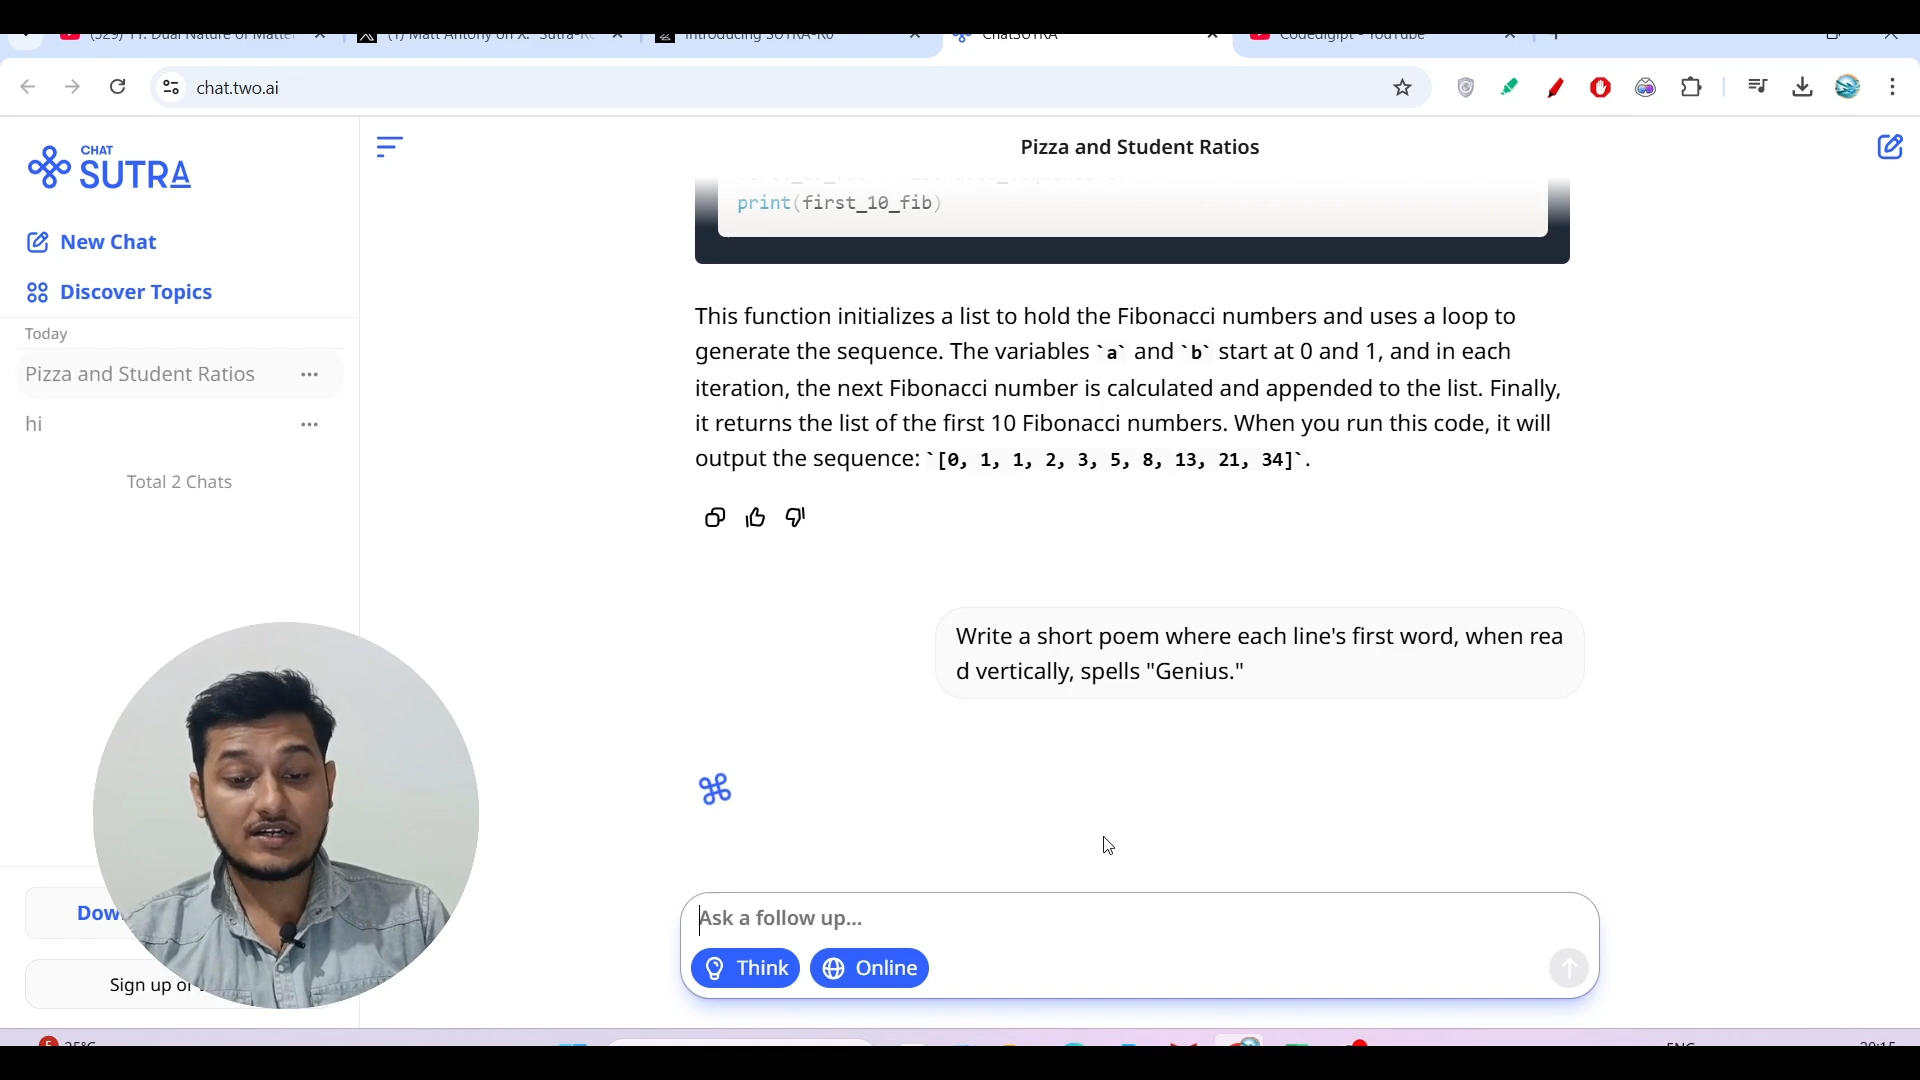 chat.two.ai
CHAT
SUTRA
Pizza and Student Ratios
New Chat
Discover Topics
Today
Pizza and Student Ratios
hi
Total 2 Chats
print(first_10_fib)
This function initializes a list to hold the Fibonacci numbers and uses a loop to
generate the sequence. The variables `a` and `b` start at 0 and 1, and in each
iteration, the next Fibonacci number is calculated and appended to the list. Finally,
it returns the list of the first 10 Fibonacci numbers. When you run this code, it will
output the sequence: `[0, 1, 1, 2, 3, 5, 8, 13, 21, 34]`.
Write a short poem where each line's first word, when rea
d vertically, spells "Genius."
Ask a follow up...
Think
Online
Sign up or